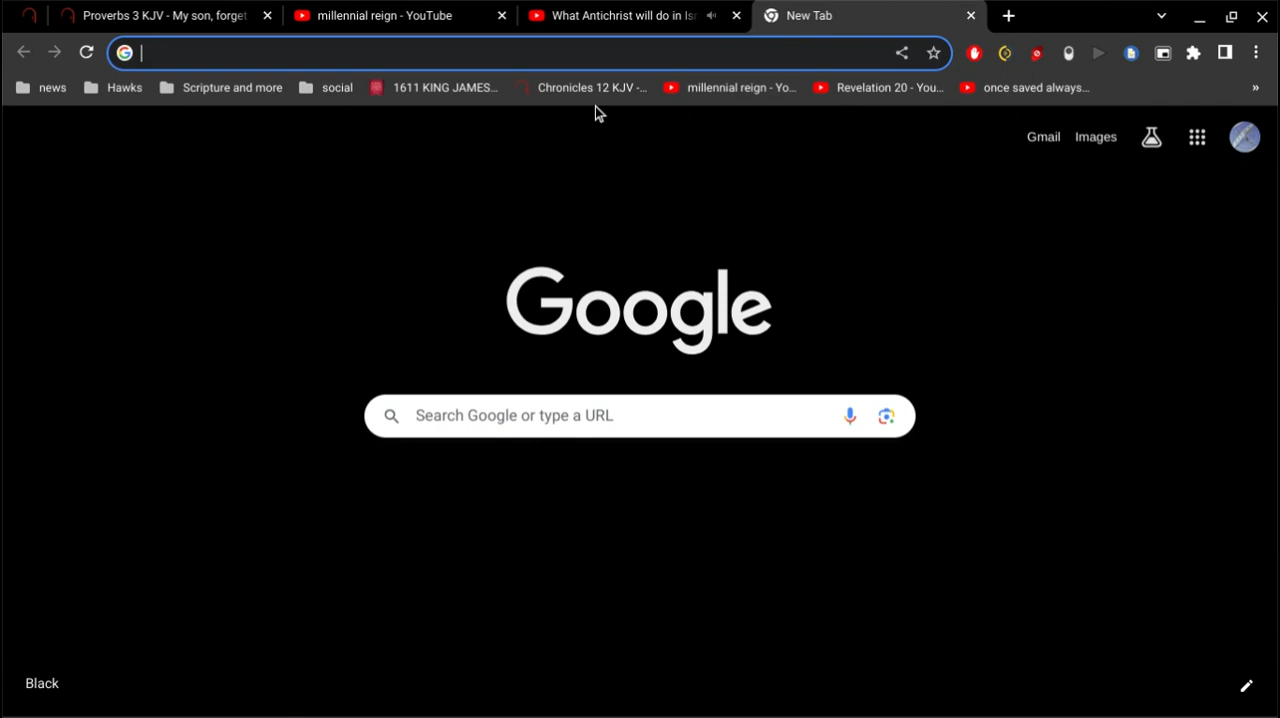 Proverbs 3 KJV - My son, forget
millennial reign - YouTube
What Antichrist will do in Isr
New Tab
news
Hawks
Scripture and more
social
1611 KING JAMES...
Chronicles 12 KJV -...
millennial reign - Yo...
Revelation 20 - You...
once saved always...
»
Gmail
Images
Google
Search Google or type a URL
Black